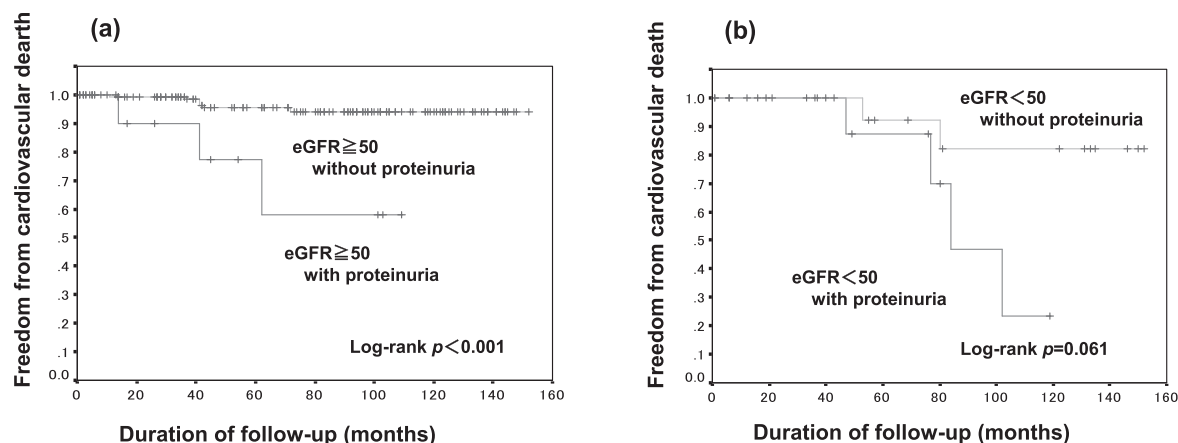 (a)
Freedom from cardiovascular dearth
1.0
.9
.8
.7
.6
.5
.4
.3
.2
.1
0.0
0 20 40 60 80 100 120 140 160
eGFR≧50
without proteinuria
eGFR≧50
with proteinuria
Log-rank p<0.001
Duration of follow-up (months)
(b)
Freedom from cardiovascular death
1.0
.9
.8
.7
.6
.5
.4
.3
.2
.1
0.0
0 20 40 60 80 100 120 140 160
eGFR<50
without proteinuria
eGFR<50
with proteinuria
Log-rank p=0.061
Duration of follow-up (months)